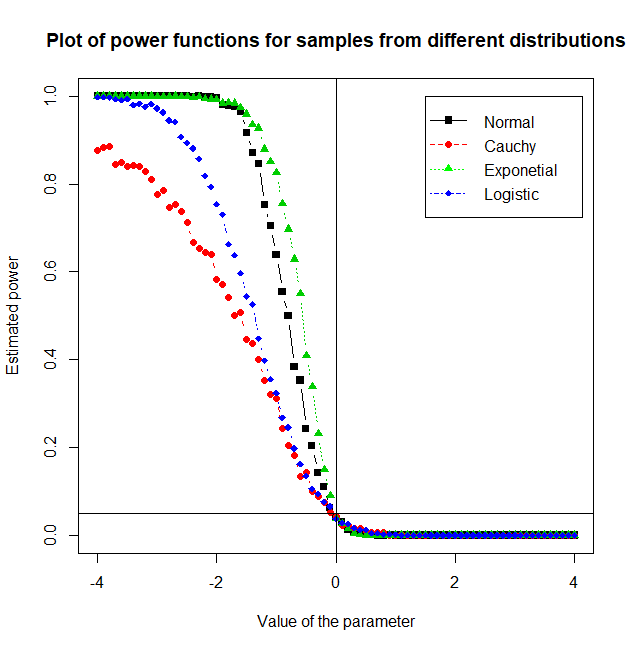 Plot of power functions for samples from different distributions
Normal
Cauchy
Exponetial
Logistic
Estimated power
1.0
0.8
0.6
0.4
0.2
0.0
-4
-2
0
2
4
Value of the parameter